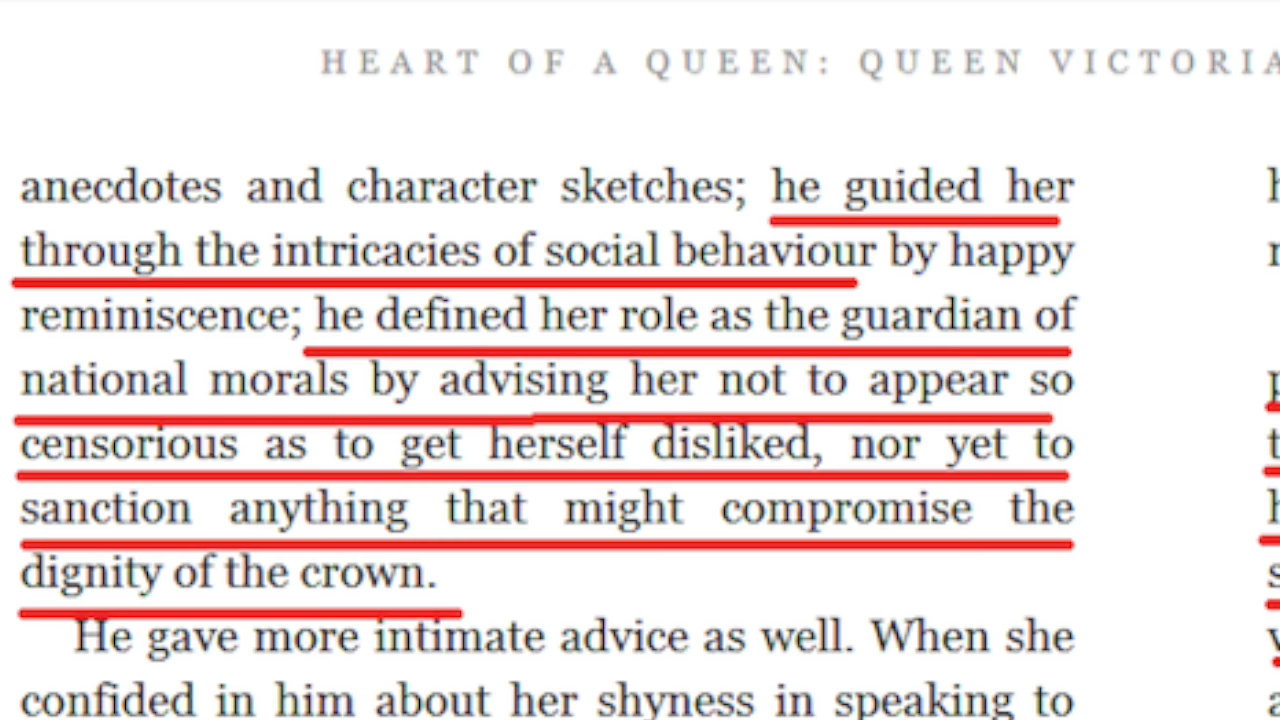 HEART OF A QUEEN: QUEEN VICTORIA
anecdotes and character sketches; he guided her
through the intricacies of social behaviour by happy
reminiscence; he defined her role as the guardian of
national morals by advising her not to appear so
censorious as to get herself disliked, nor yet to
sanction anything that might compromise the
dignity of the crown.
He gave more intimate advice as well. When she
confided in him about her shyness in speaking to